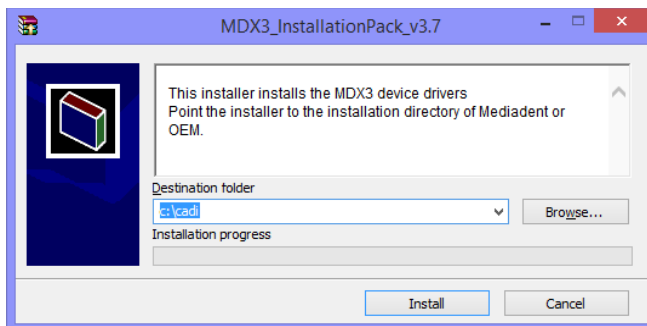 MDX3_InstallationPack_v3.7
This installer installs the MDX3 device drivers
Point the installer to the installation directory of Mediadent or
OEM.
Destination folder
c:\cadi
Browse...
Installation progress
Install
Cancel